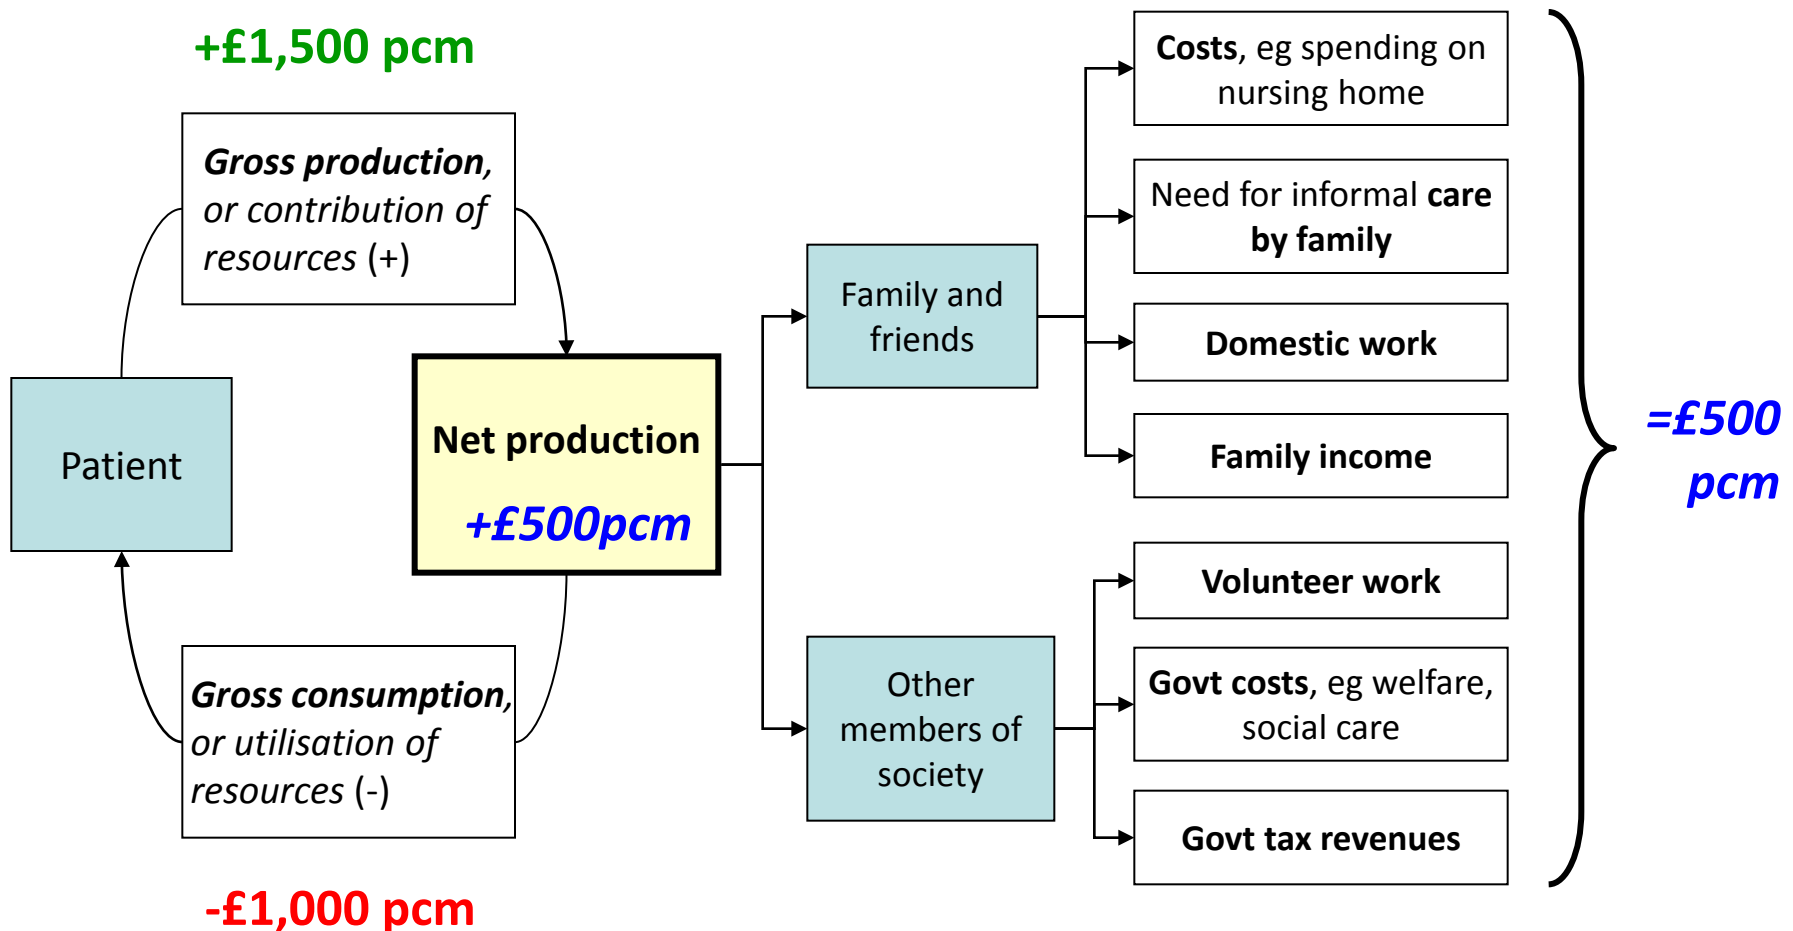 +£1,500 pcm
Gross production,
or contribution of
resources (+)
Patient
Net production
+£500pcm
Gross consumption,
or utilisation of
resources (-)
-£1,000 pcm
Family and
friends
Costs, eg spending on
nursing home
Need for informal care
by family
Domestic work
Family income
Other
members of
society
Volunteer work
Govt costs, eg welfare,
social care
Govt tax revenues
=£500
pcm